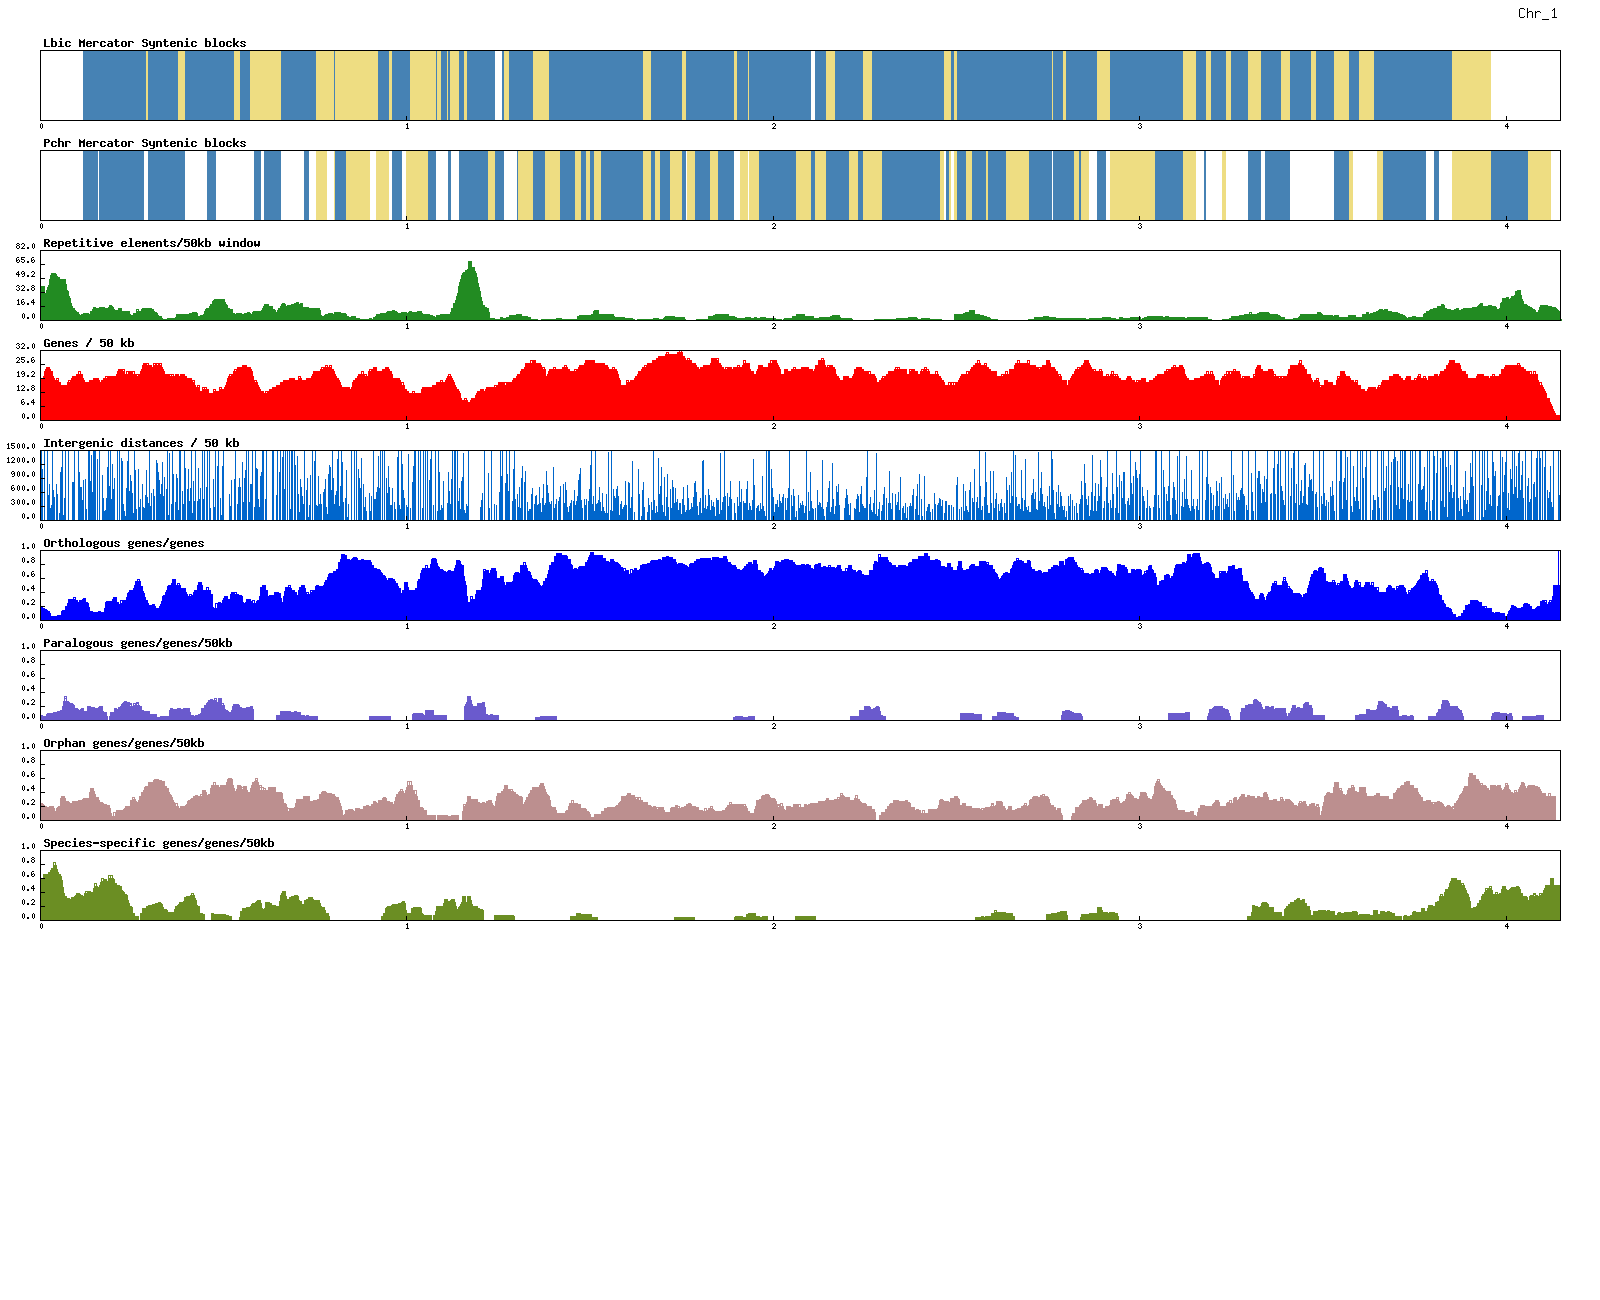 Chr_1
Lbic Mercator Syntenic blocks
0 1 2 3 4
Pchr Mercator Syntenic blocks
0 1 2 3 4
Repetitive elements/50kb window
82.0
65.6
49.2
32.8
16.4
0.0
0 1 2 3 4
Genes / 50 kb
32.0
25.6
19.2
12.8
6.4
0.0
0 1 2 3 4
Intergenic distances / 50 kb
1500.0
1200.0
900.0
600.0
300.0
0.0
0 1 2 3 4
Orthologous genes/genes
1.0
0.8
0.6
0.4
0.2
0.0
0 1 2 3 4
Paralogous genes/genes/50kb
1.0
0.8
0.6
0.4
0.2
0.0
0 1 2 3 4
Orphan genes/genes/50kb
1.0
0.8
0.6
0.4
0.2
0.0
0 1 2 3 4
Species-specific genes/genes/50kb
1.0
0.8
0.6
0.4
0.2
0.0
0 1 2 3 4